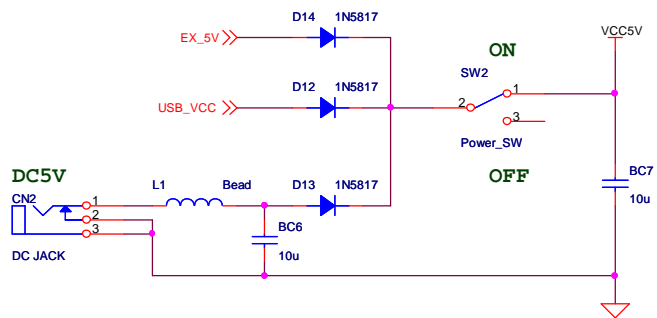 D14 1N5817
EX_5V
D12 1N5817
USB_VCC
ON
SW2
2 1
3
Power_SW
OFF
VCC5V
BC7
10u
DC5V
CN2
1
2
3
DC JACK
L1 Bead
D13 1N5817
BC6
10u